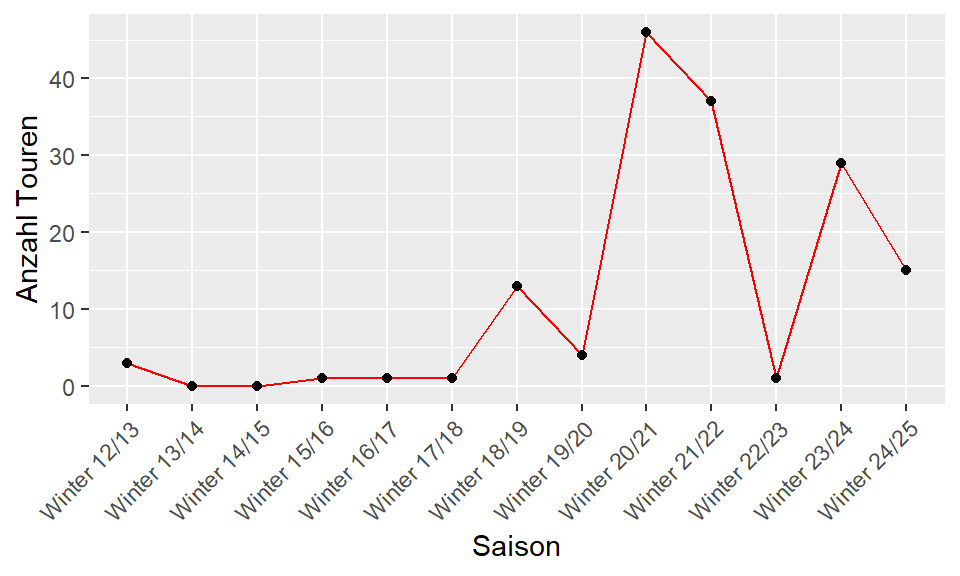 Anzahl Touren
40
30
20
10
0
Winter 12/13
Winter 13/14
Winter 14/15
Winter 15/16
Winter 16/17
Winter 17/18
Winter 18/19
Winter 19/20
Winter 20/21
Winter 21/22
Winter 22/23
Winter 23/24
Winter 24/25
Saison